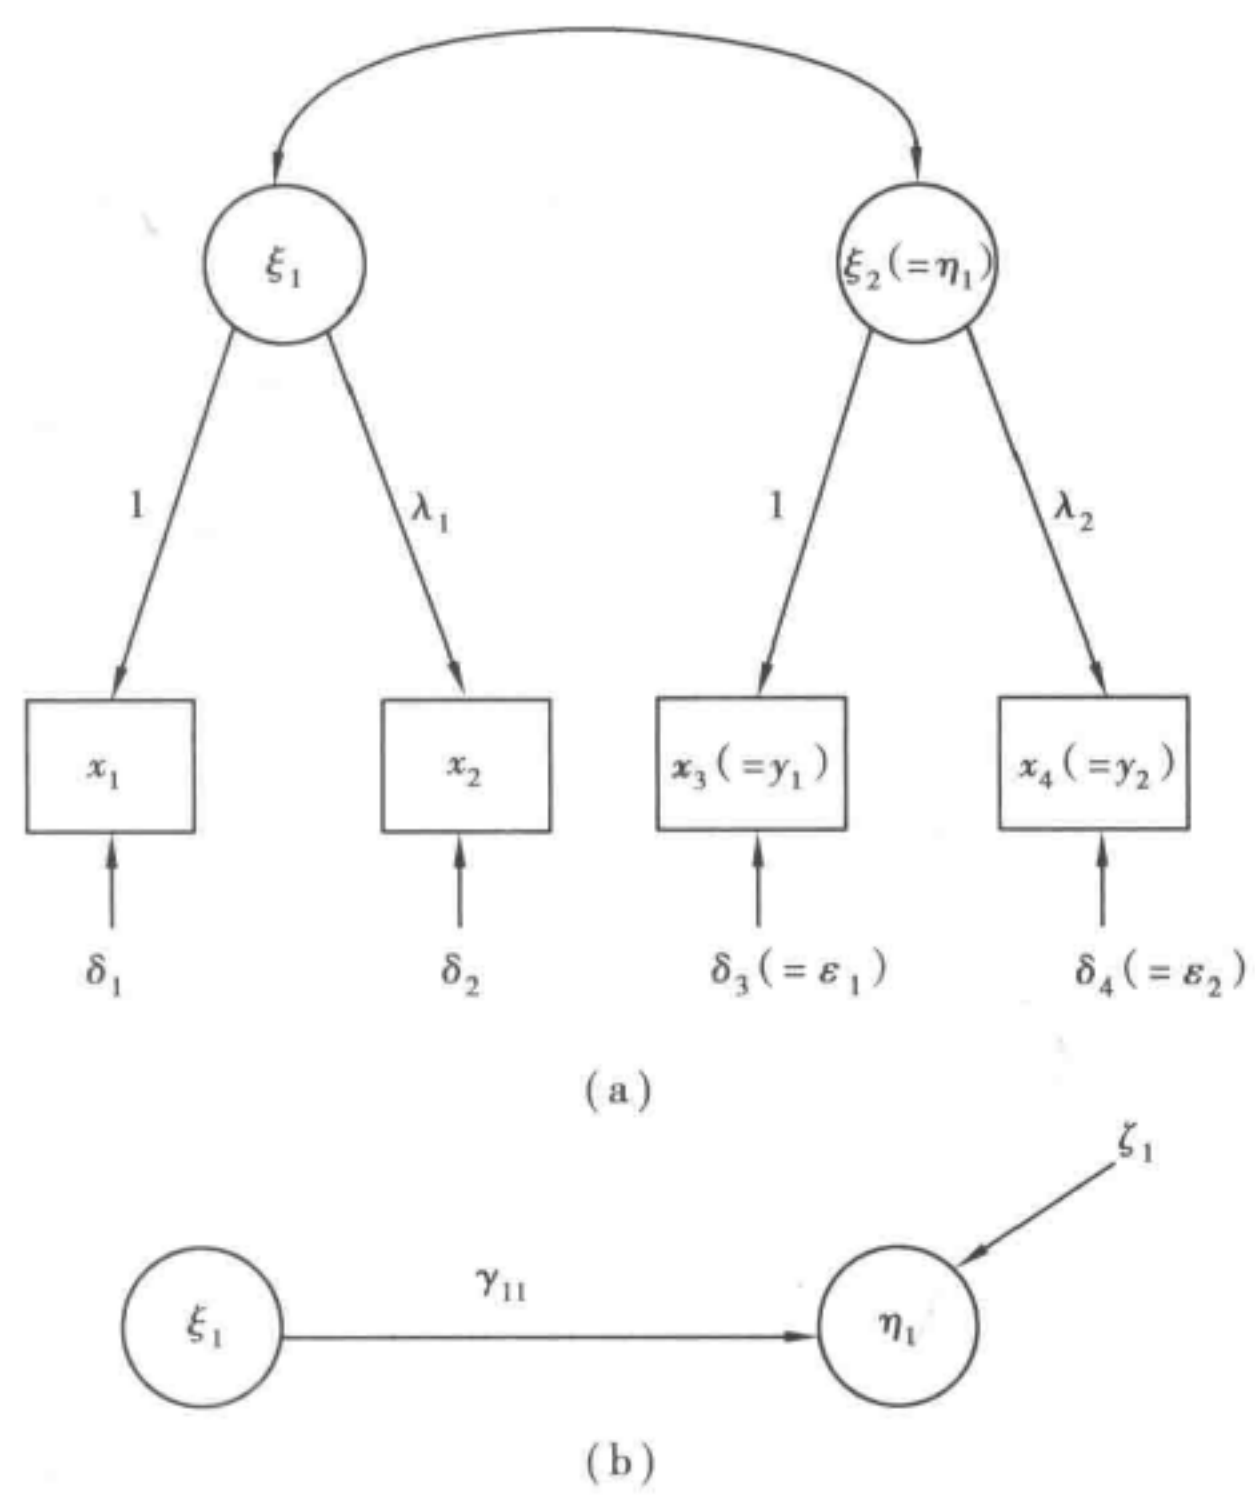 ξ₁ ξ₂(=η₁)
1 λ₁ 1 λ₂
x₁ x₂ x₃(=y₁) x₄(=y₂)
δ₁ δ₂ δ₃(=ε₁) δ₄(=ε₂)
(a)
ζ₁
γ₁₁
ξ₁ η₁
(b)